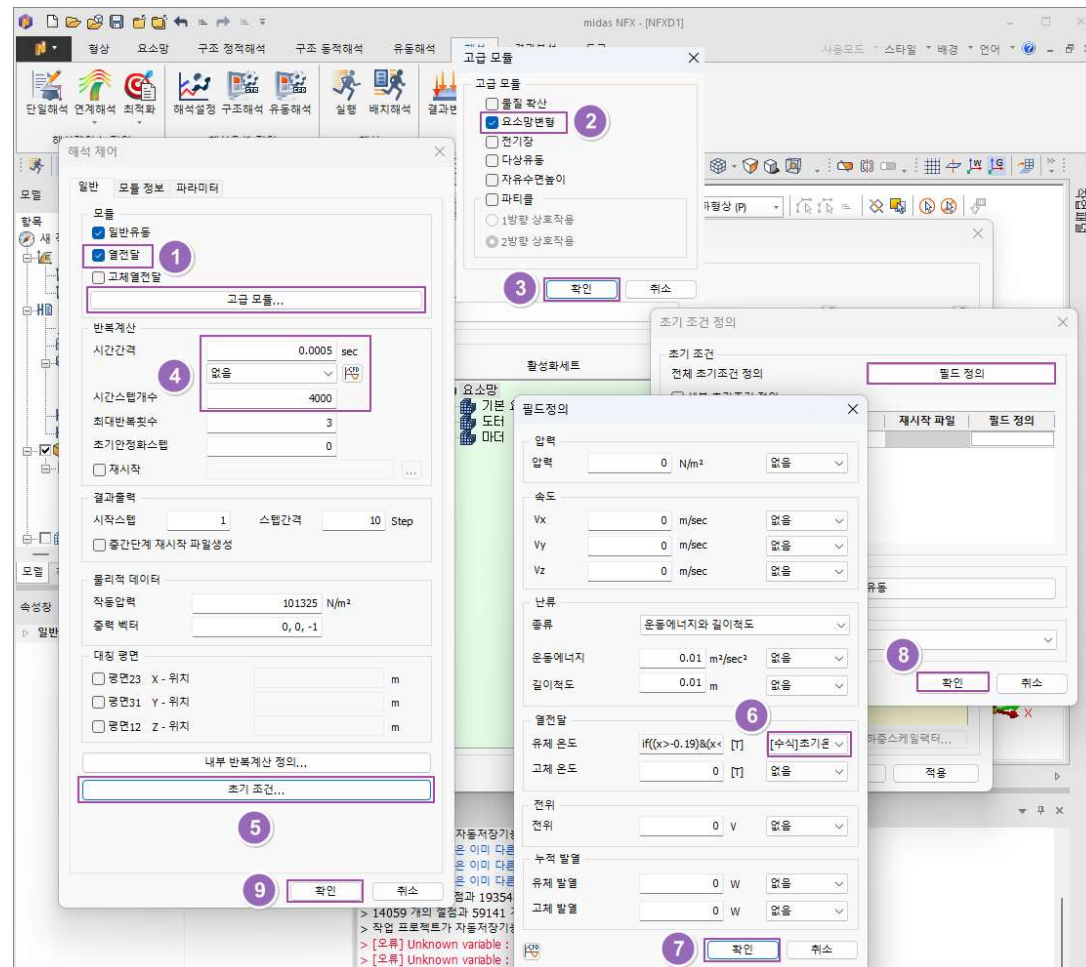 midas NFX - [NFXD1]
형상 요소망 구조 정적해석 구조 동적해석 유동해석
사용모드 스타일 배경 언어
단일해석 연계해석 최적화 해석설정 구조해석 유동해석 실행 배치해석
고급 모듈
고급 모듈
물질 확산
요소망변형
2
전기장
다상유동
자유수면높이
파티클
1방향 상호작용
2방향 상호작용
3
확인 취소
해석 제어
일반 모듈 정보 파라미터
모듈
일반유동
열전달
1
고체열전달
고급 모듈...
반복계산
시간간격 0.0005 sec
없음
4
시간스텝개수 4000
최대반복횟수 3
초기안정화스텝 0
재시작 ...
결과출력
시작스텝 1 스텝간격 10 Step
중간단계 재시작 파일생성
물리적 데이터
작동압력 101325 N/m²
중력 벡터 0, 0, -1
대칭 평면
평면23 X - 위치 m
평면31 Y - 위치 m
평면12 Z - 위치 m
내부 반복계산 정의...
초기 조건...
5
9
확인 취소
모델
항목
모델
속성창
활성화세트
요소망
도터
마더
초기 조건 정의
초기 조건
전체 초기조건 정의 필드 정의
재시작 파일 필드 정의
8
확인 취소
적용
필드정의
압력
압력 0 N/m² 없음
속도
Vx 0 m/sec 없음
Vy 0 m/sec 없음
Vz 0 m/sec 없음
난류
종류 운동에너지와 길이척도
운동에너지 0.01 m²/sec² 없음
길이척도 0.01 m 없음
열전달
6
유체 온도 if((x>-0.19)&(x< [T] [수식]초기온
고체 온도 0 [T] 없음
전위
전위 0 V 없음
누적 발열
유체 발열 0 W 없음
고체 발열 0 W 없음
7
확인 취소
> 14059 개의 절점과 59141
> 작업 프로젝트가 자동저장기
> [오류] Unknown variable :
> [오류] Unknown variable :